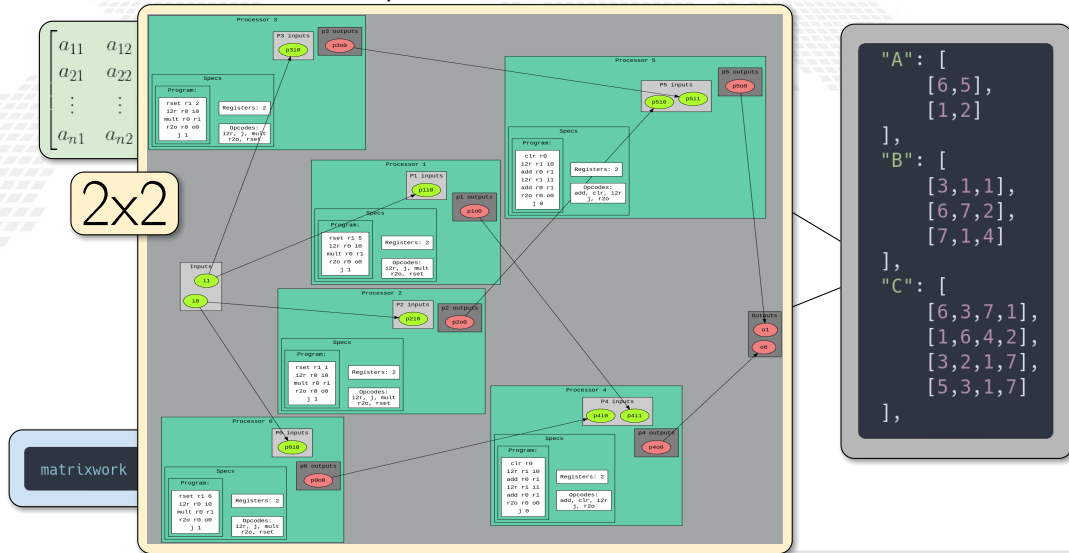 a11 a12
a21 a22
⋮ ⋮
an1 an2
2x2
matrixwork
Processor 3
P3 inputs
p3i0
p3 outputs
p3o0
Specs
Program:
rset r1 2
i2r r0 i0
mult r0 r1
r2o r0 o0
j 1
Registers: 2
Opcodes:
i2r, j, mult
r2o, rset
Processor 1
P1 inputs
p1i0
p1 outputs
p1o0
Specs
Program:
rset r1 5
i2r r0 i0
mult r0 r1
r2o r0 o0
j 1
Registers: 2
Opcodes:
i2r, j, mult
r2o, rset
Inputs
i1
i0
Processor 2
P2 inputs
p2i0
p2 outputs
p2o0
Specs
Program:
rset r1 1
i2r r0 i0
mult r0 r1
r2o r0 o0
j 1
Registers: 2
Opcodes:
i2r, j, mult
r2o, rset
Processor 0
P0 inputs
p0i0
p0 outputs
p0o0
Specs
Program:
rset r1 6
i2r r0 i0
mult r0 r1
r2o r0 o0
j 1
Registers: 2
Opcodes:
i2r, j, mult
r2o, rset
Processor 5
P5 inputs
p5i0
p5i1
p5 outputs
p5o0
Specs
Program:
clr r0
i2r r1 i0
add r0 r1
i2r r1 i1
add r0 r1
r2o r0 o0
j 0
Registers: 2
Opcodes:
add, clr, i2r
j, r2o
Processor 4
P4 inputs
p4i0
p4i1
p4 outputs
p4o0
Specs
Program:
clr r0
i2r r1 i0
add r0 r1
i2r r1 i1
add r0 r1
r2o r0 o0
j 0
Registers: 2
Opcodes:
add, clr, i2r
j, r2o
Outputs
o1
o0
"A": [
[6,5],
[1,2]
],
"B": [
[3,1,1],
[6,7,2],
[7,1,4]
],
"C": [
[6,3,7,1],
[1,6,4,2],
[3,2,1,7],
[5,3,1,7]
],